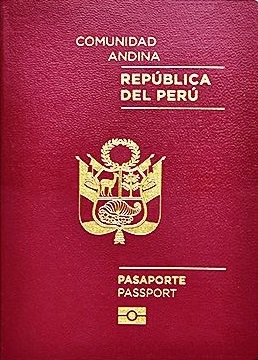 COMUNIDAD
ANDINA
REPÚBLICA
DEL PERÚ
PASAPORTE
PASSPORT